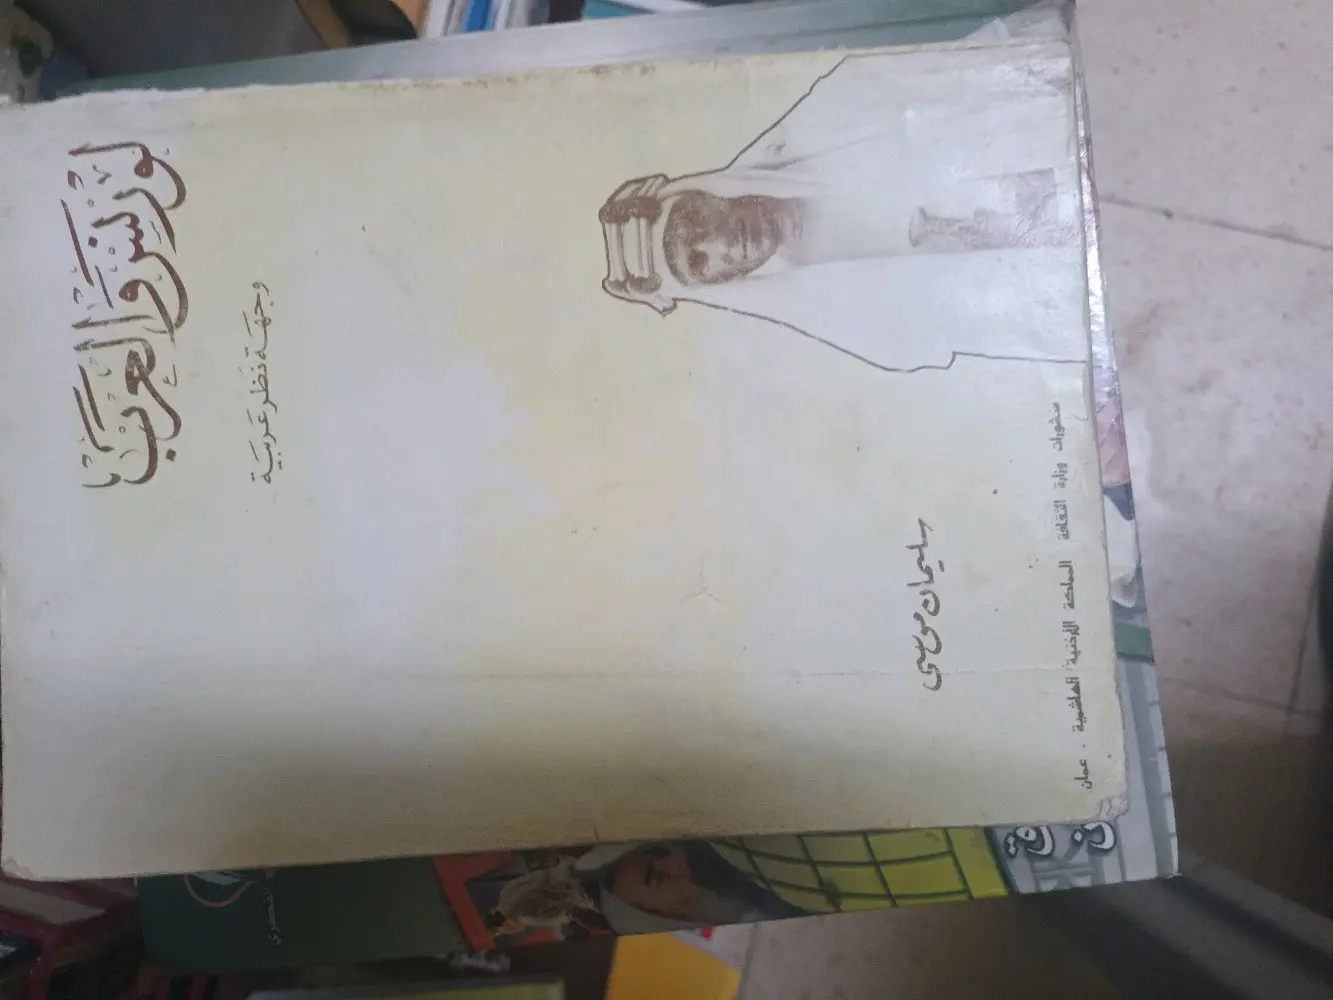 لورنس والعرب
وجهة نظر عربية
سليمان موسى
منشورات وزارة الثقافة المملكة الأردنية الهاشمية . عمان